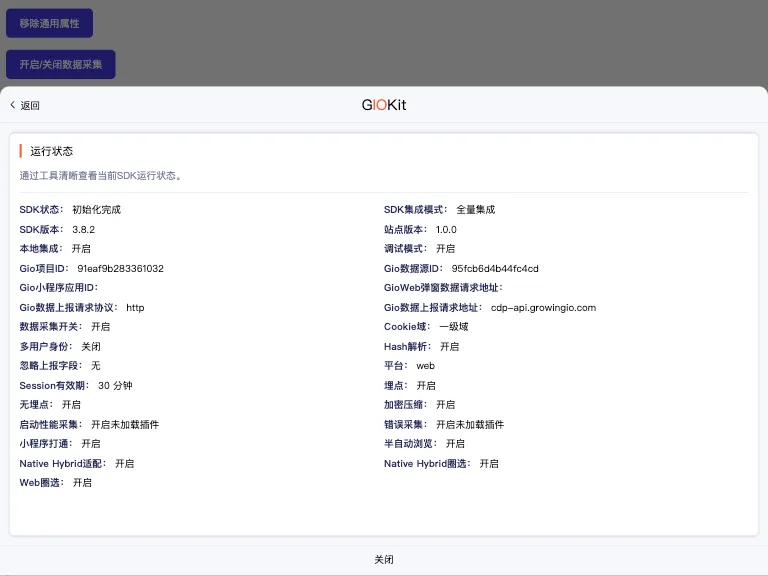 移除通用属性
开启/关闭数据采集
返回
GIOKit
运行状态
通过工具清晰查看当前SDK运行状态。
SDK状态： 初始化完成
SDK集成模式： 全量集成
SDK版本： 3.8.2
站点版本： 1.0.0
本地集成： 开启
调试模式： 开启
Gio项目ID： 91eaf9b283361032
Gio数据源ID： 95fcb6d4b44fc4cd
Gio小程序应用ID：
GioWeb弹窗数据请求地址：
Gio数据上报请求协议： http
Gio数据上报请求地址： cdp-api.growingio.com
数据采集开关： 开启
Cookie域： 一级域
多用户身份： 关闭
Hash解析： 开启
忽略上报字段： 无
平台： web
Session有效期： 30 分钟
埋点： 开启
无埋点： 开启
加密压缩： 开启
启动性能采集： 开启未加载插件
错误采集： 开启未加载插件
小程序打通： 开启
半自动浏览： 开启
Native Hybrid适配： 开启
Native Hybrid圈选： 开启
Web圈选： 开启
关闭